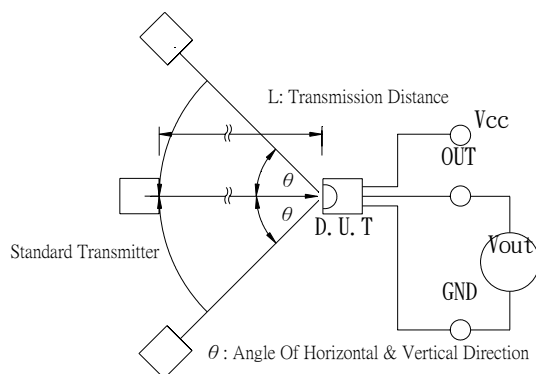 L: Transmission Distance
Vcc
OUT
θ
θ
D.U.T
Standard Transmitter
Vout
GND
θ : Angle Of Horizontal & Vertical Direction